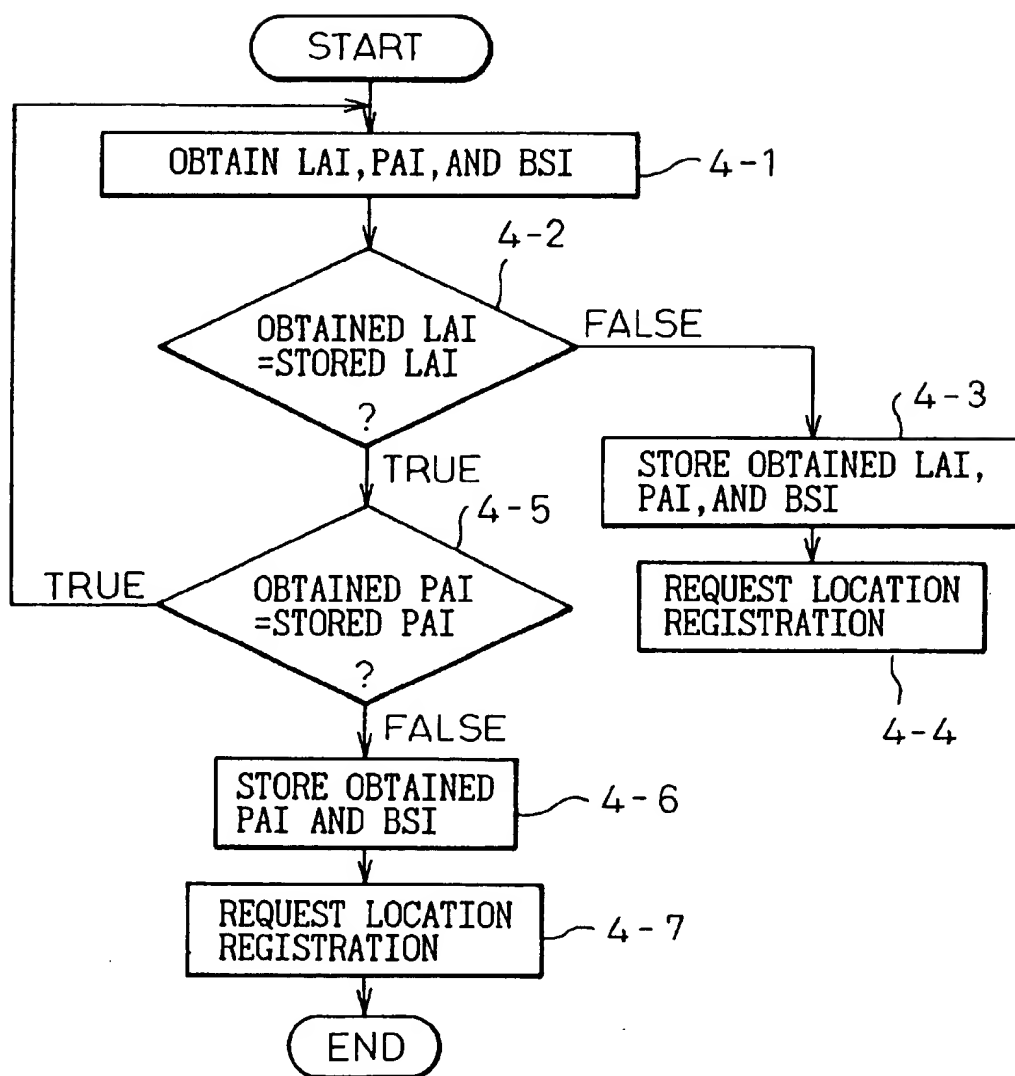 START
OBTAIN LAI, PAI, AND BSI
4-1
4-2
OBTAINED LAI
=STORED LAI
?
FALSE
TRUE
4-3
STORE OBTAINED LAI,
PAI, AND BSI
REQUEST LOCATION
REGISTRATION
4-4
4-5
OBTAINED PAI
=STORED PAI
?
TRUE
FALSE
STORE OBTAINED
PAI AND BSI
4-6
REQUEST LOCATION
REGISTRATION
4-7
END